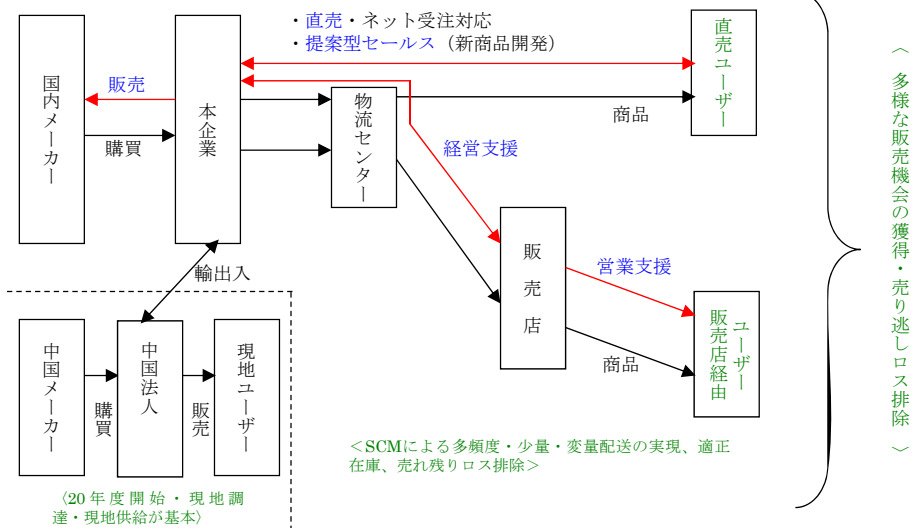 ・直売・ネット受注対応
・提案型セールス（新商品開発）
国内メーカー
販売
購買
本企業
物流センター
商品
直売ユーザー
経営支援
販売店
営業支援
商品
ユーザー
販売店経由
輸出入
中国メーカー
購買
中国法人
販売
現地ユーザー
〈20年度開始・現地調
達・現地供給が基本〉
＜SCMによる多頻度・少量・変量配送の実現、適正
在庫、売れ残りロス排除＞
〈 多様な販売機会の獲得・売り逃しロス排除 〉